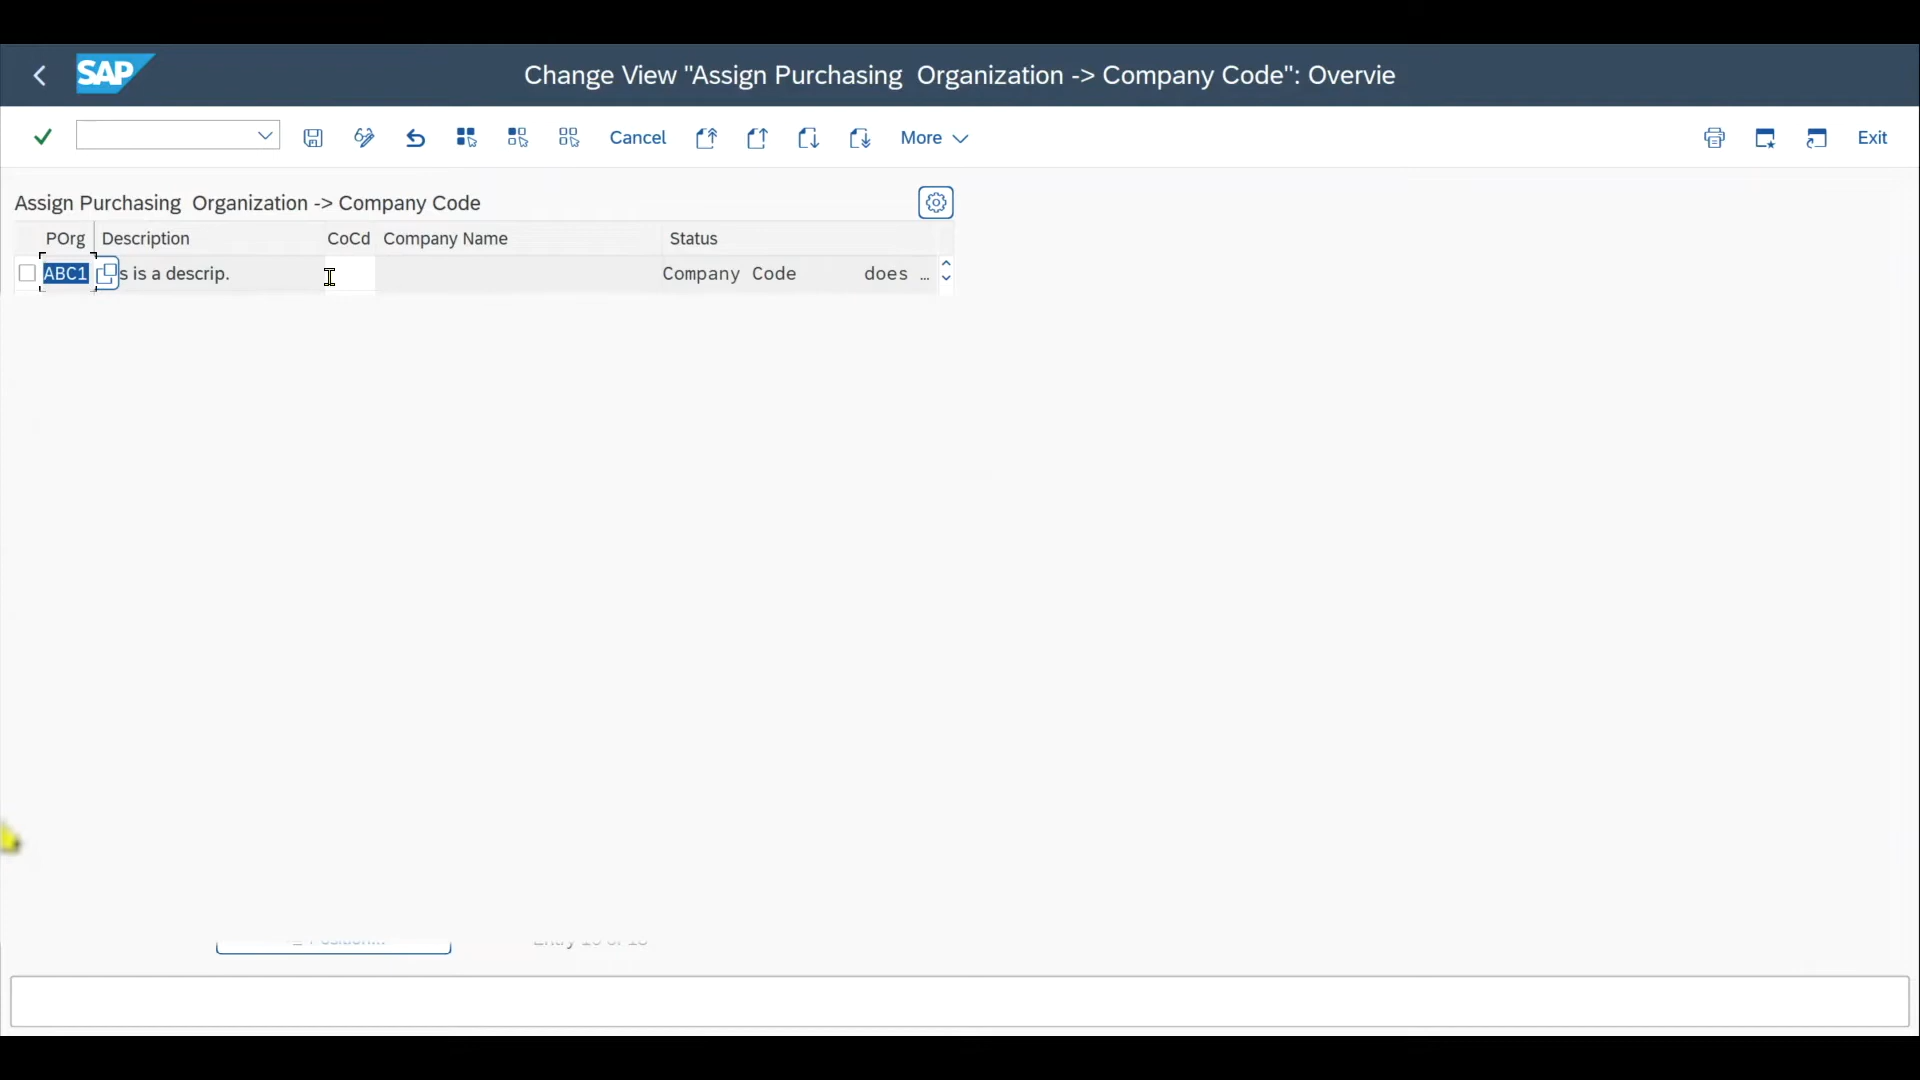 SAP
Change View "Assign Purchasing Organization -> Company Code": Overvie
Cancel
More
Exit
Assign Purchasing Organization -> Company Code
POrg Description CoCd Company Name Status
ABC1 s is a descrip. Company Code does …